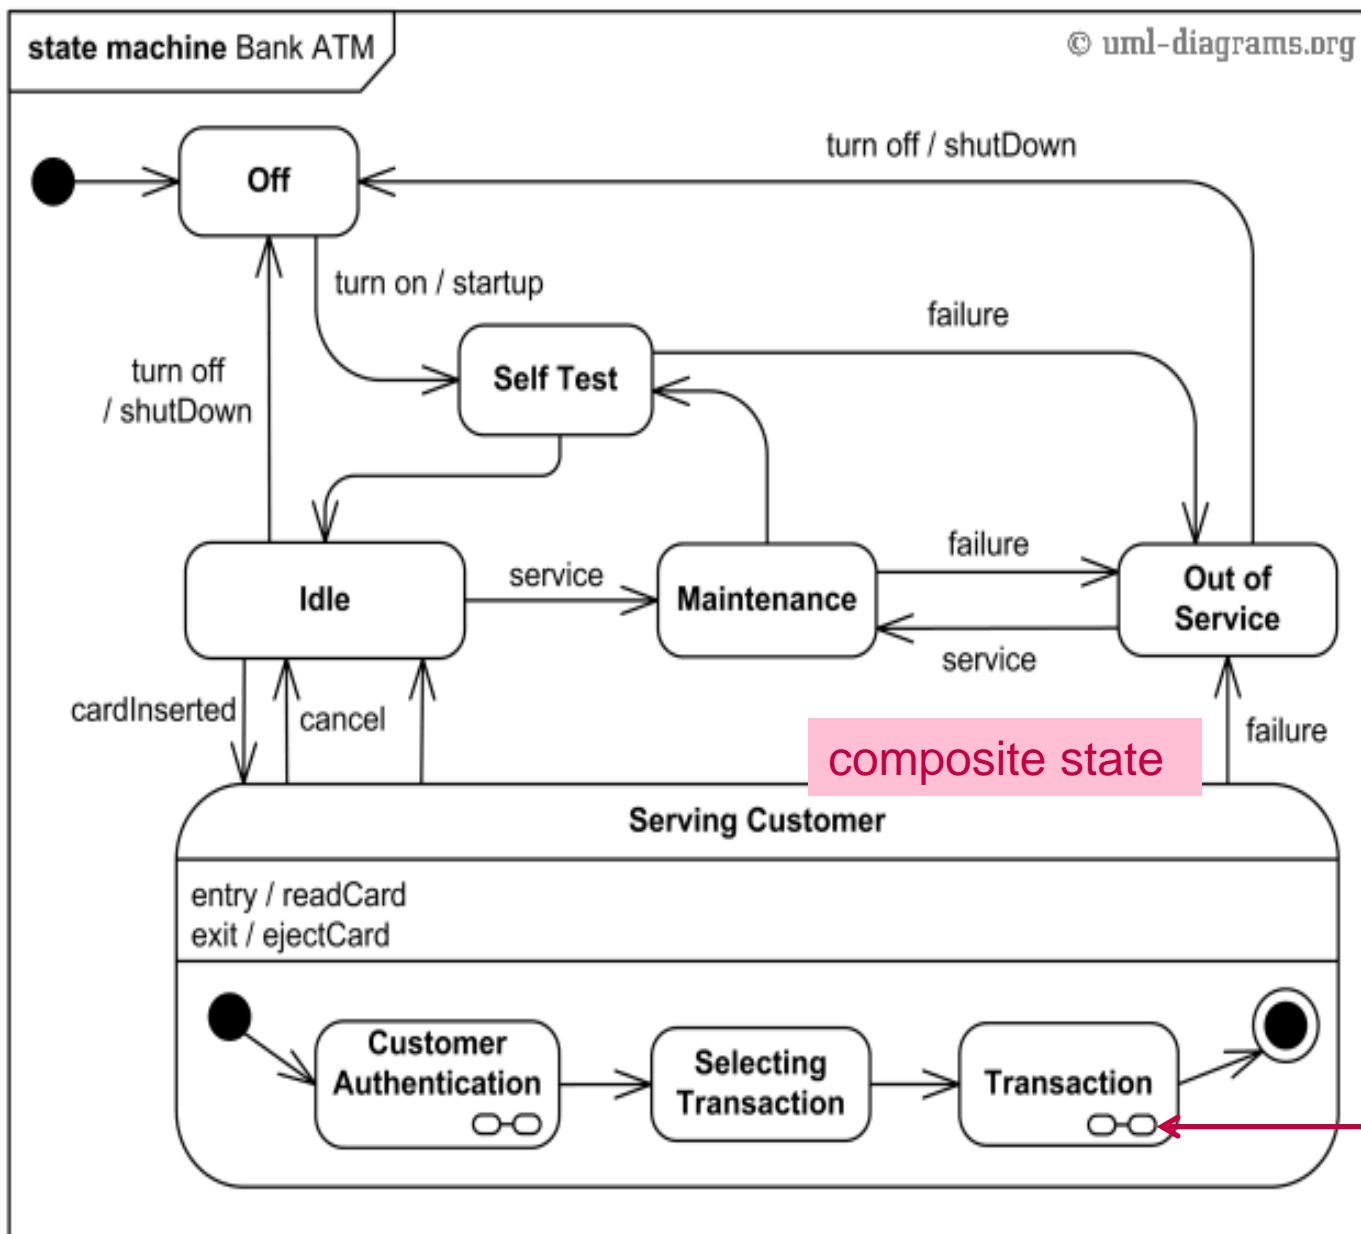 state machine Bank ATM
© uml-diagrams.org
Off
turn off / shutDown
turn on / startup
failure
turn off
/ shutDown
Self Test
Idle
service
Maintenance
failure
service
Out of
Service
cardInserted
cancel
composite state
failure
Serving Customer
entry / readCard
exit / ejectCard
Customer
Authentication
Selecting
Transaction
Transaction